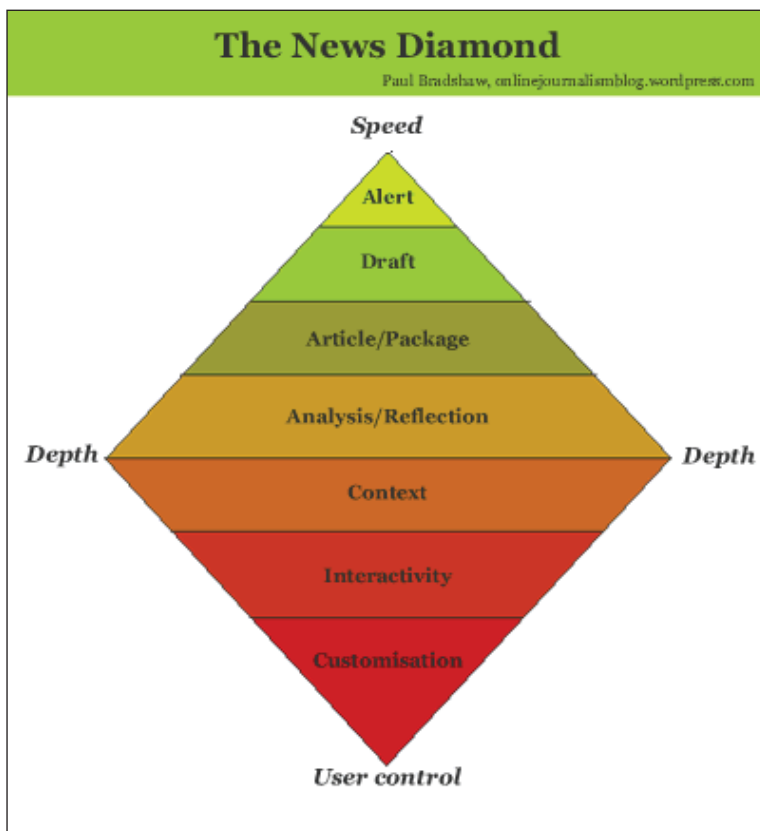 The News Diamond
Paul Bradshaw, onlinejournalismblog.wordpress.com
Speed
Alert
Draft
Article/Package
Analysis/Reflection
Depth
Depth
Context
Interactivity
Customisation
User control